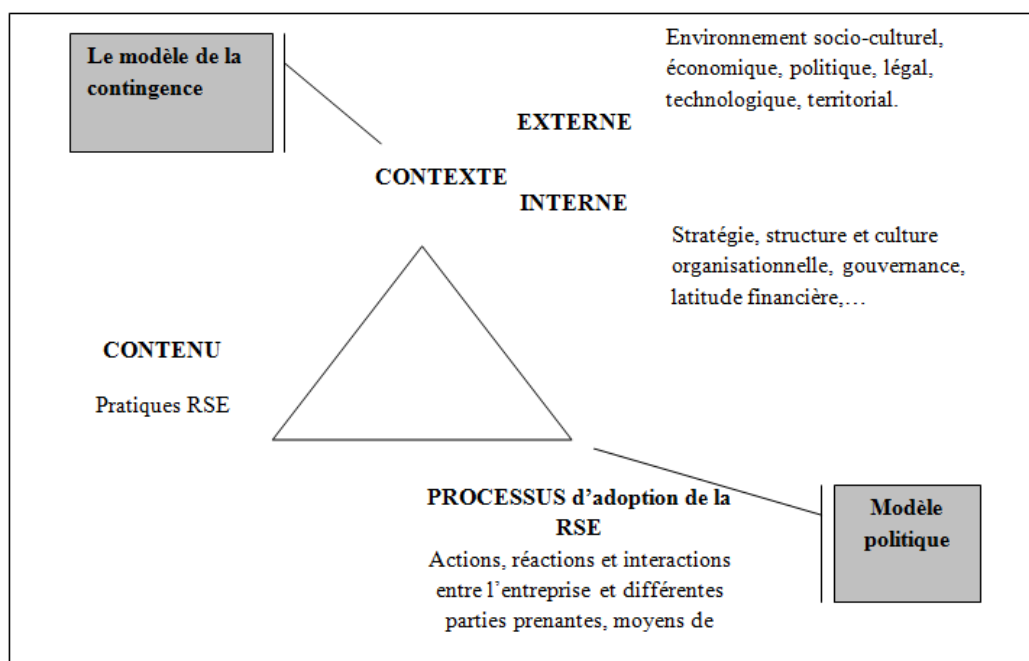 Le modèle de la
contingence
Environnement socio-culturel,
économique, politique, légal,
technologique, territorial.
EXTERNE
CONTEXTE
INTERNE
Stratégie, structure et culture
organisationnelle, gouvernance,
latitude financière,…
CONTENU
Pratiques RSE
PROCESSUS d’adoption de la
RSE
Actions, réactions et interactions
entre l’entreprise et différentes
parties prenantes, moyens de
Modèle
politique